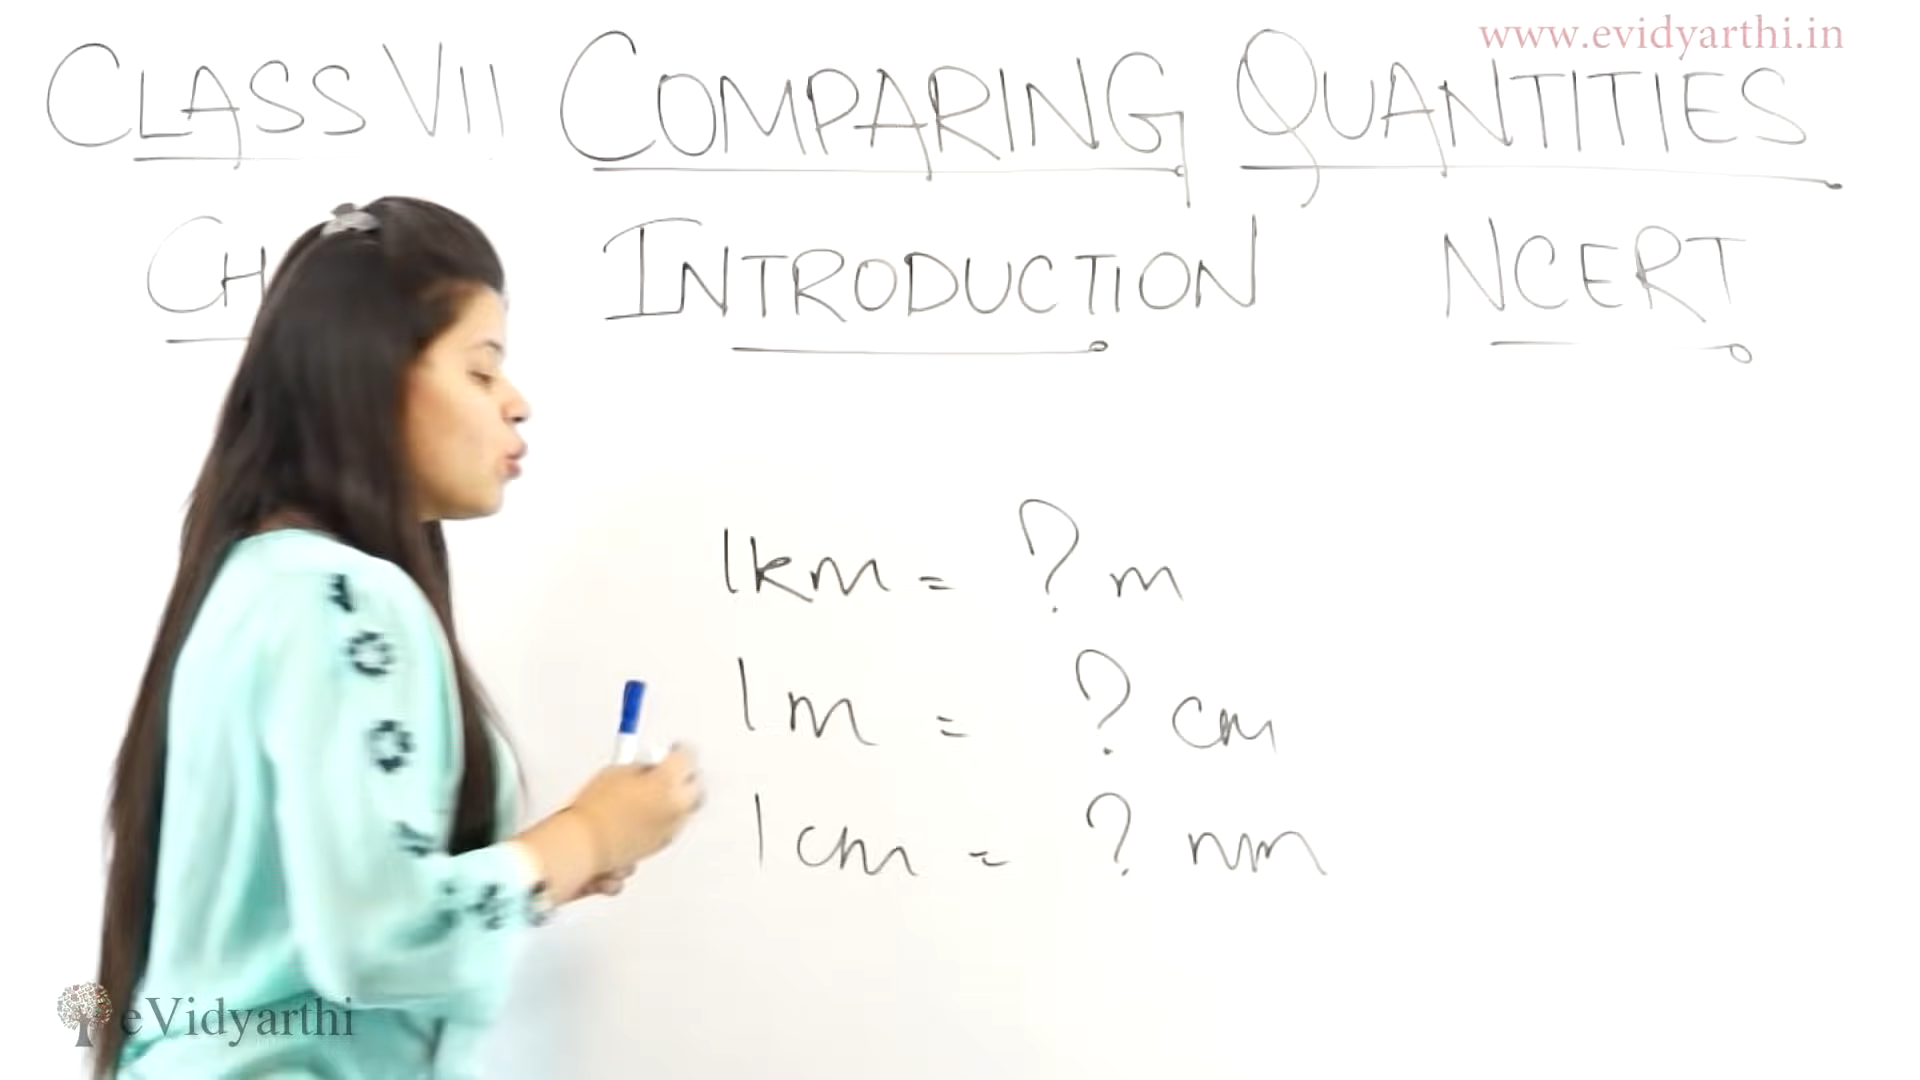 www.evidyarthi.in
CLASS VII COMPARING QUANTITIES
CH INTRODUCTION NCERT
1km = ? m
1m = ? cm
1cm = ? mm
eVidyarthi